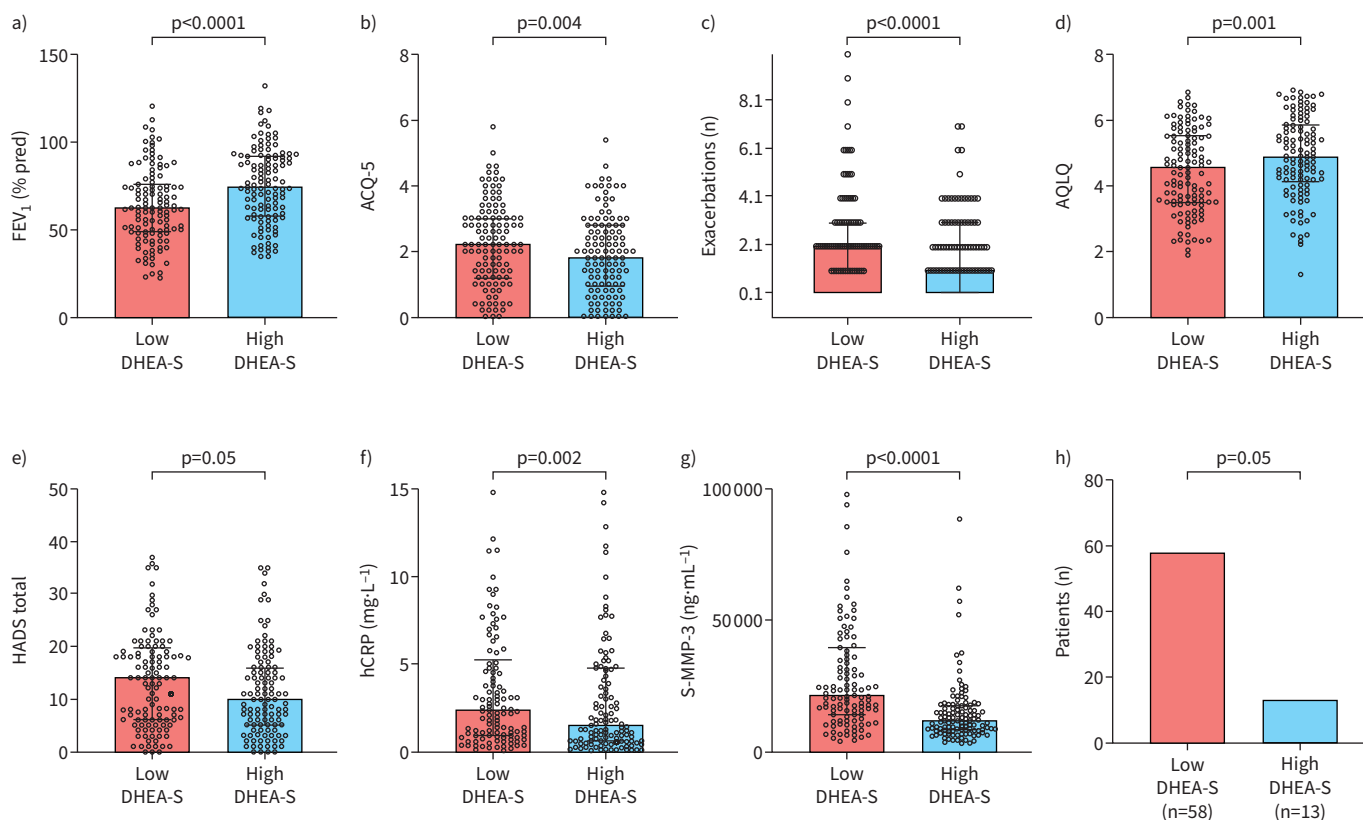 a)
p<0.0001
150
100
50
0
FEV₁ (% pred)
Low
DHEA-S
High
DHEA-S
b)
p=0.004
8
6
4
2
0
ACQ-5
Low
DHEA-S
High
DHEA-S
c)
p<0.0001
8.1
6.1
4.1
2.1
0.1
Exacerbations (n)
Low
DHEA-S
High
DHEA-S
d)
p=0.001
8
6
4
2
0
AQLQ
Low
DHEA-S
High
DHEA-S
e)
p=0.05
50
40
30
20
10
0
HADS total
Low
DHEA-S
High
DHEA-S
f)
p=0.002
15
10
5
0
hCRP (mg·L⁻¹)
Low
DHEA-S
High
DHEA-S
g)
p<0.0001
100 000
50 000
0
S-MMP-3 (ng·mL⁻¹)
Low
DHEA-S
High
DHEA-S
h)
p=0.05
80
60
40
20
0
Patients (n)
Low
DHEA-S
(n=58)
High
DHEA-S
(n=13)